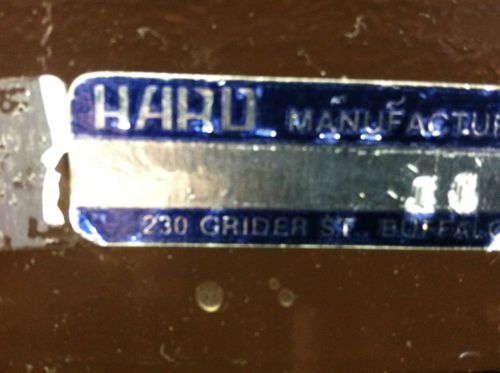 HARD MANUFACTUR
230 GRIDER ST., BUFFALO